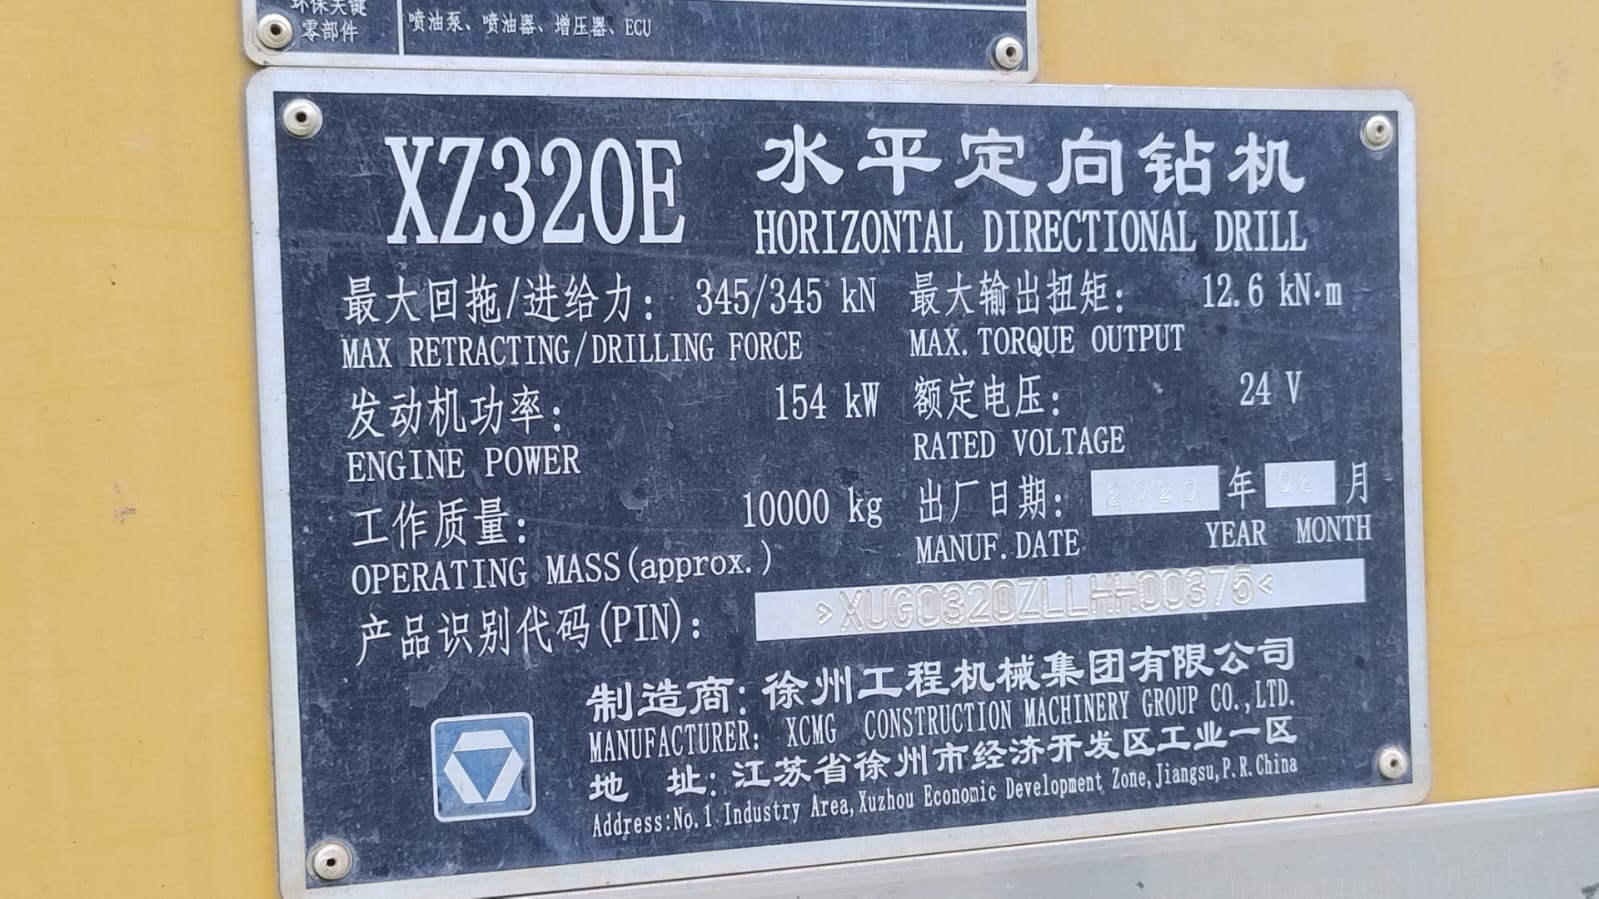 环保关键
零部件
喷油泵、喷油器、增压器、ECU
XZ320E
水平定向钻机
HORIZONTAL DIRECTIONAL DRILL
最大回拖/进给力: 345/345 kN
MAX RETRACTING/DRILLING FORCE
最大输出扭矩: 12.6 kN·m
MAX. TORQUE OUTPUT
发动机功率: 154 kW
ENGINE POWER
额定电压: 24 V
RATED VOLTAGE
工作质量: 10000 kg
OPERATING MASS(approx.)
出厂日期: 年 月
MANUF. DATE YEAR MONTH
产品识别代码(PIN): >XUG0320ZLLHH00375<
制造商: 徐州工程机械集团有限公司
MANUFACTURER: XCMG CONSTRUCTION MACHINERY GROUP CO.,LTD.
地 址: 江苏省徐州市经济开发区工业一区
Address:No.1 Industry Area,Xuzhou Economic Development Zone,Jiangsu,P.R.China